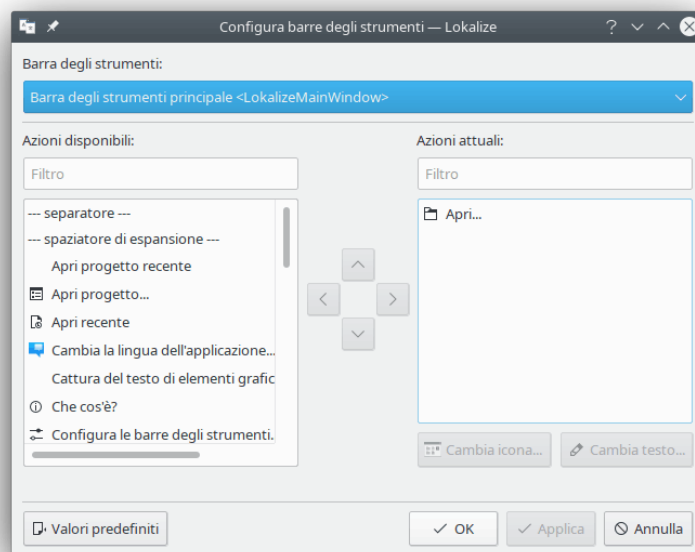 Configura barre degli strumenti — Lokalize
Barra degli strumenti:
Barra degli strumenti principale <LokalizeMainWindow>
Azioni disponibili:
Filtro
--- separatore ---
--- spaziatore di espansione ---
Apri progetto recente
Apri progetto...
Apri recente
Cambia la lingua dell'applicazione...
Cattura del testo di elementi grafic
Che cos'è?
Configura le barre degli strumenti.
Azioni attuali:
Filtro
Apri...
Cambia icona...
Cambia testo...
Valori predefiniti
OK
Applica
Annulla